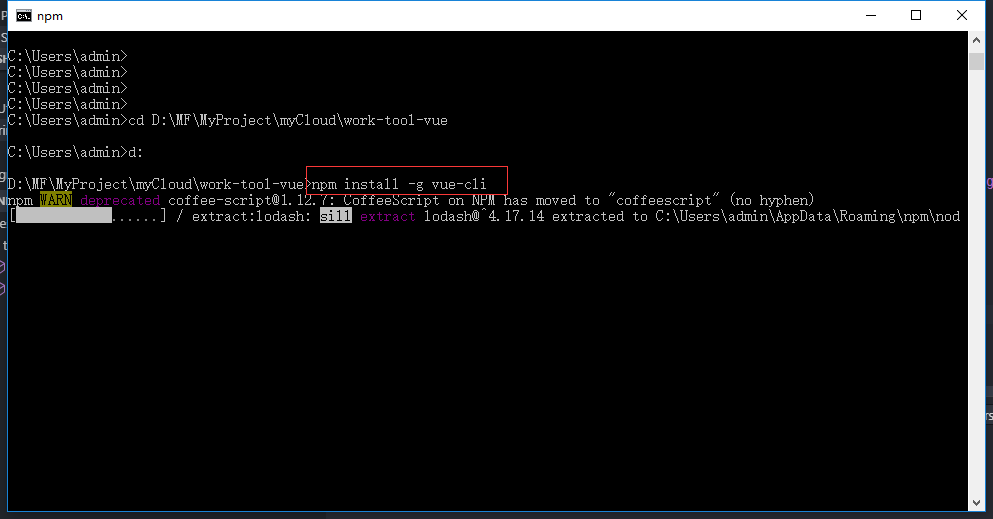 npm
C:\Users\admin>
C:\Users\admin>
C:\Users\admin>
C:\Users\admin>
C:\Users\admin>cd D:\MF\MyProject\myCloud\work-tool-vue
C:\Users\admin>d:
D:\MF\MyProject\myCloud\work-tool-vue>npm install -g vue-cli
npm WARN deprecated coffee-script@1.12.7: CoffeeScript on NPM has moved to "coffeescript" (no hyphen)
[            ......] / extract:lodash: sill extract lodash@^4.17.14 extracted to C:\Users\admin\AppData\Roaming\npm\nod